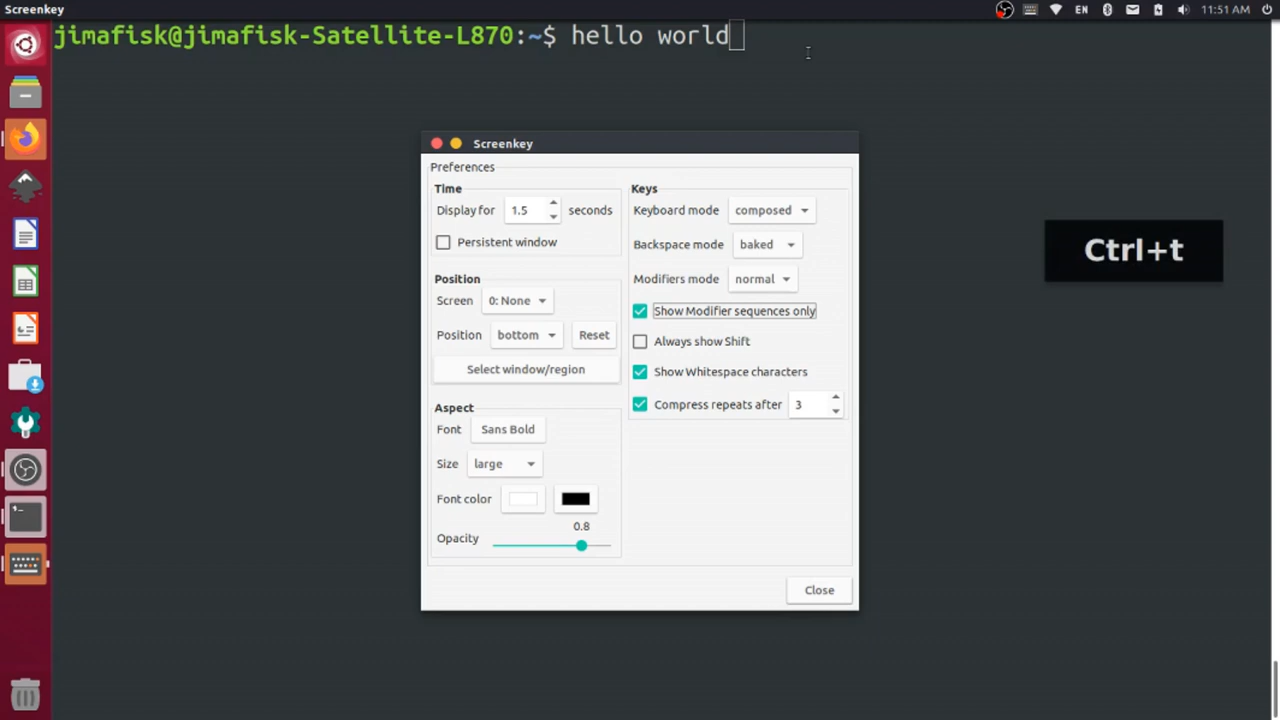 Screenkey
EN
11:51 AM
jimafisk@jimafisk-Satellite-L870:~$ hello world
Screenkey
Preferences
Time
Display for 1.5 seconds
Persistent window
Position
Screen 0: None
Position bottom Reset
Select window/region
Aspect
Font Sans Bold
Size large
Font color
0.8
Opacity
Keys
Keyboard mode composed
Backspace mode baked
Modifiers mode normal
Show Modifier sequences only
Always show Shift
Show Whitespace characters
Compress repeats after 3
Close
Ctrl+t